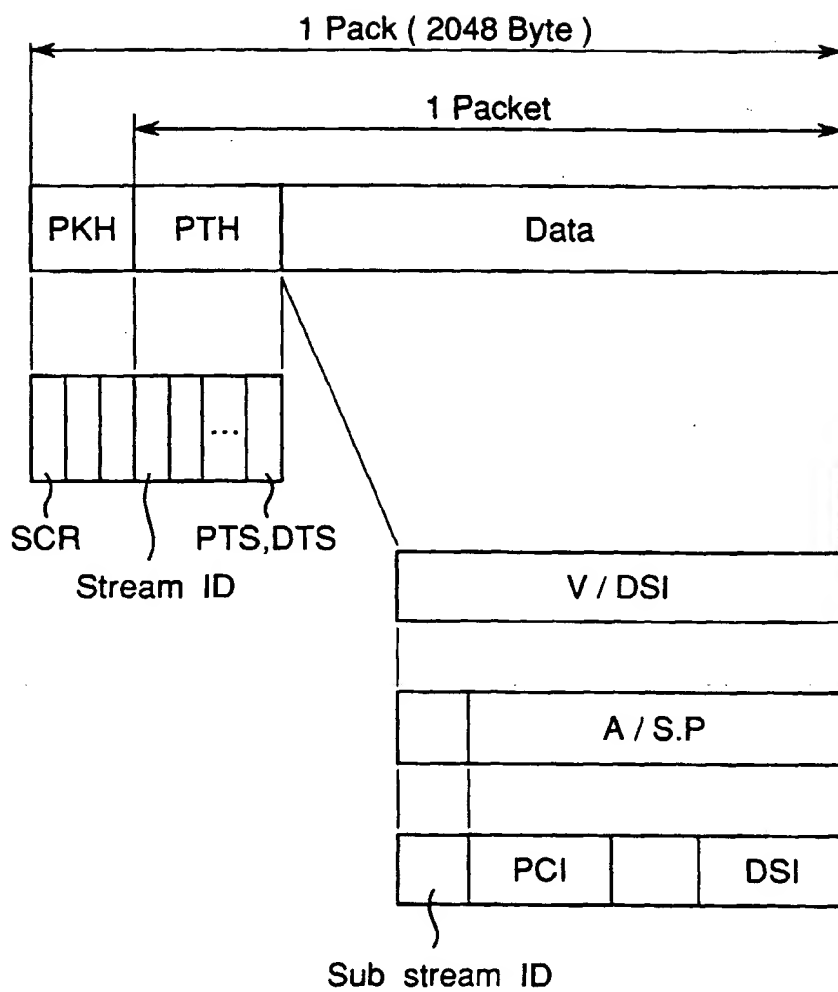 1 Pack ( 2048 Byte )
1 Packet
PKH PTH Data
...
SCR PTS,DTS
Stream ID
V / DSI
A / S.P
PCI DSI
Sub stream ID